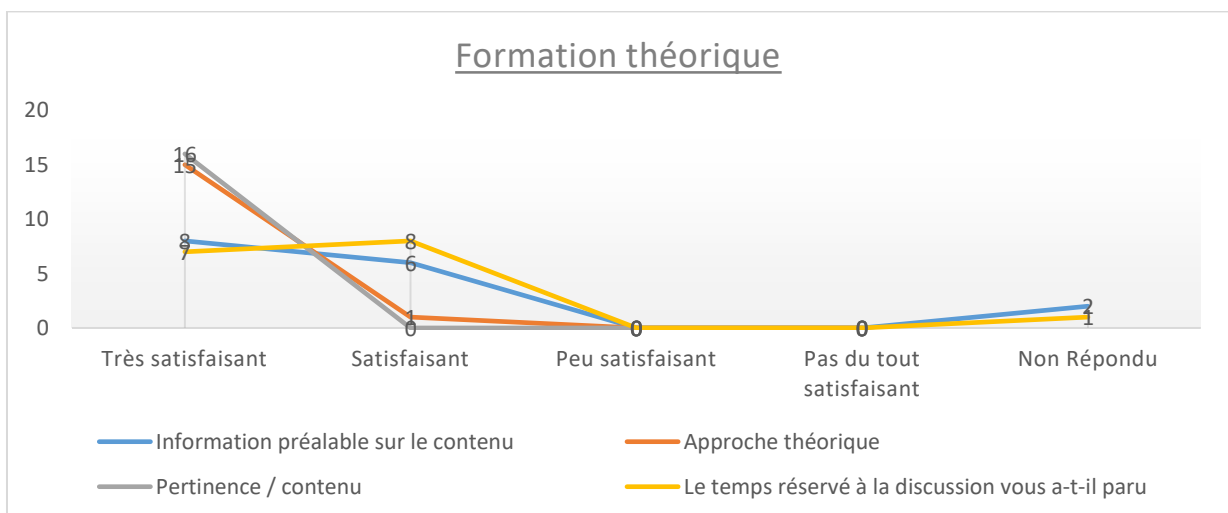 Formation théorique
20
15
10
5
0
16
15
8
7
8
6
1
0
0
0
2
1
Très satisfaisant
Satisfaisant
Peu satisfaisant
Pas du tout
satisfaisant
Non Répondu
Information préalable sur le contenu
Approche théorique
Pertinence / contenu
Le temps réservé à la discussion vous a-t-il paru